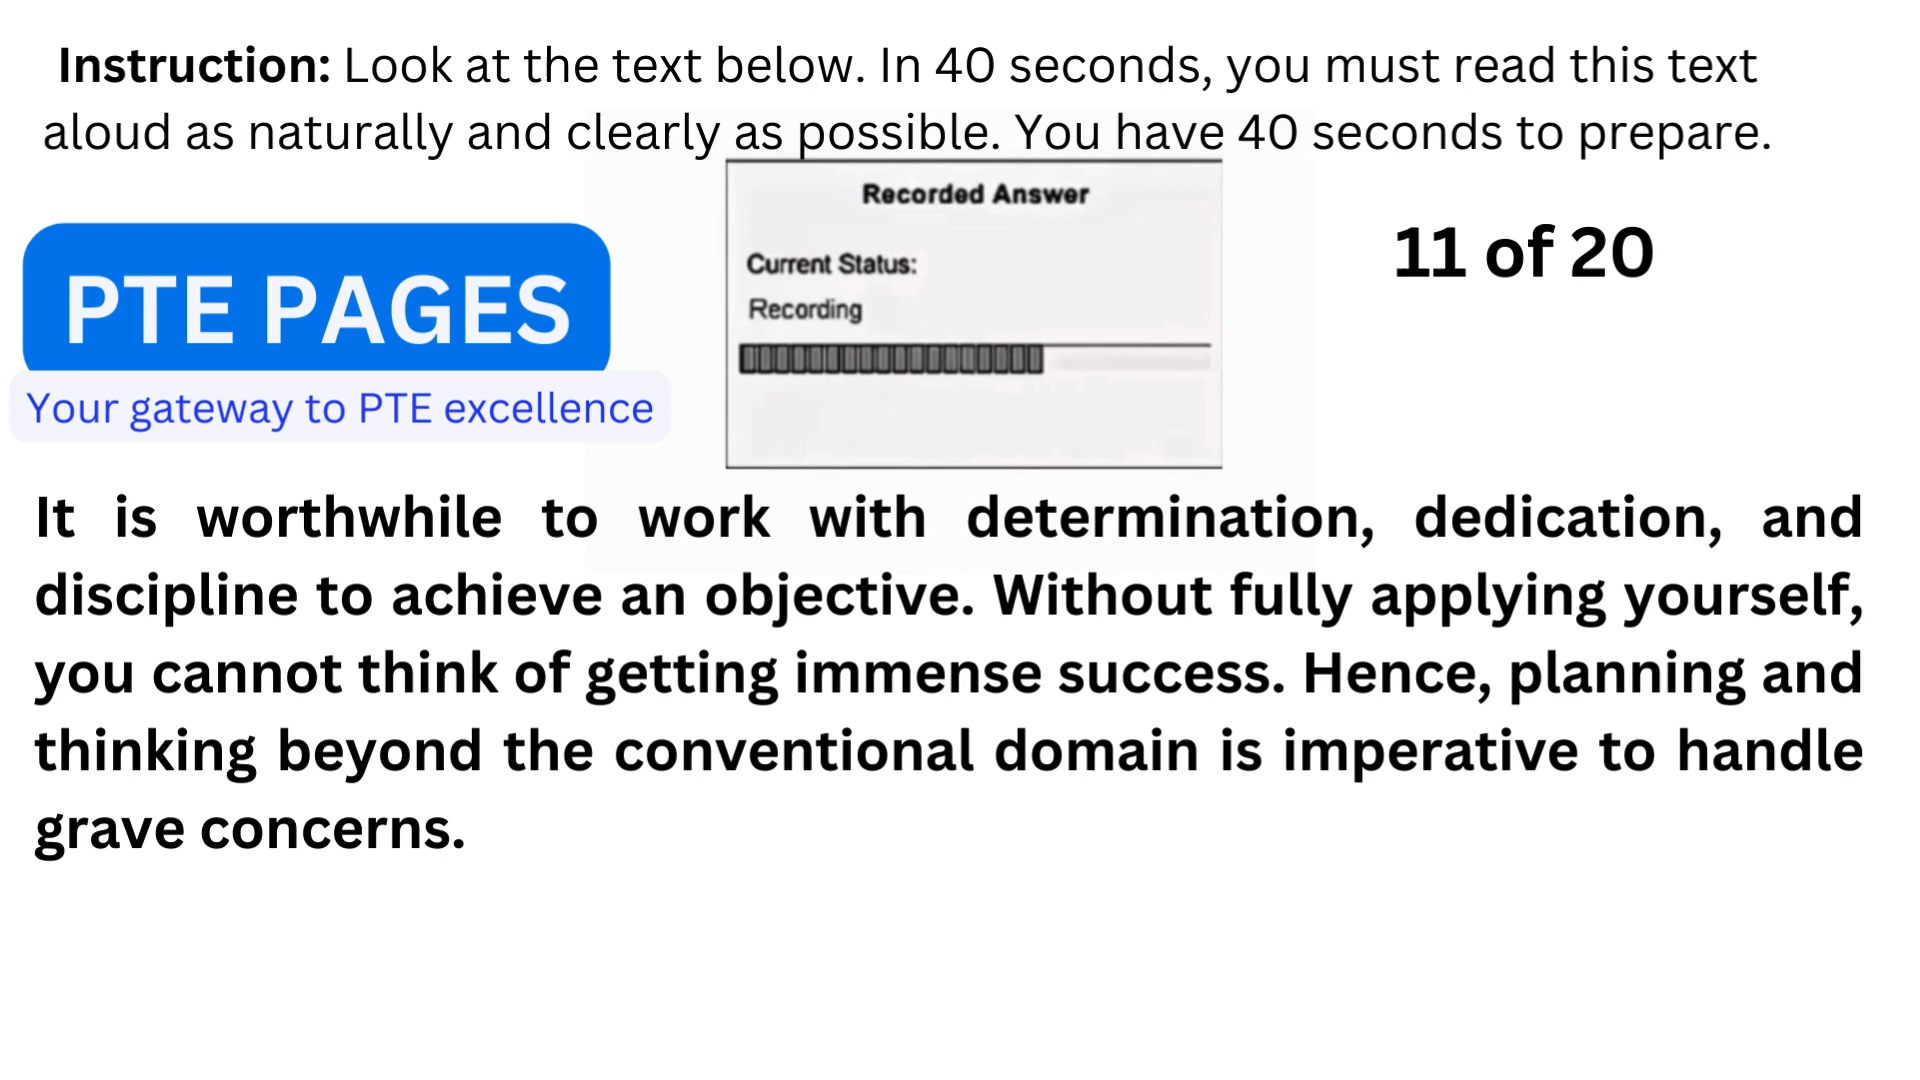 Instruction: Look at the text below. In 40 seconds, you must read this text
aloud as naturally and clearly as possible. You have 40 seconds to prepare.
Recorded Answer
Current Status:
Recording
11 of 20
PTE PAGES
Your gateway to PTE excellence
It is worthwhile to work with determination, dedication, and
discipline to achieve an objective. Without fully applying yourself,
you cannot think of getting immense success. Hence, planning and
thinking beyond the conventional domain is imperative to handle
grave concerns.